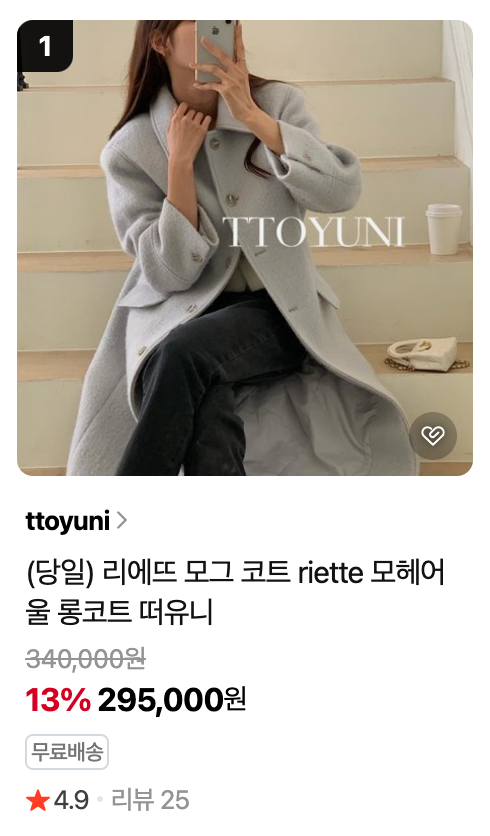 1
TTOYUNI
ttoyuni
(당일) 리에뜨 모그 코트 riette 모헤어
울 롱코트 떠유니
340,000원
13% 295,000원
무료배송
4.9 · 리뷰 25